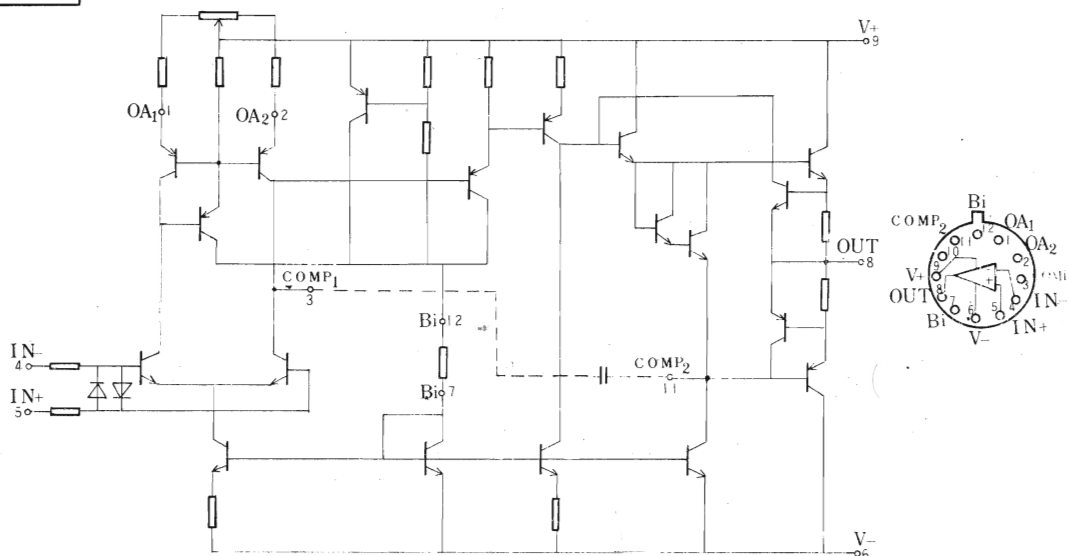 V+
9
OA1 1
OA2 2
COMP1
3
Bi 12
Bi 7
COMP2
11
OUT
8
IN-
4
IN+
5
V-
6
Bi
COMP2
OA1
OA2
V+
OUT
Bi
V-
IN+
IN-
12
11
10
9
8
7
6
5
4
3
2
1
- +